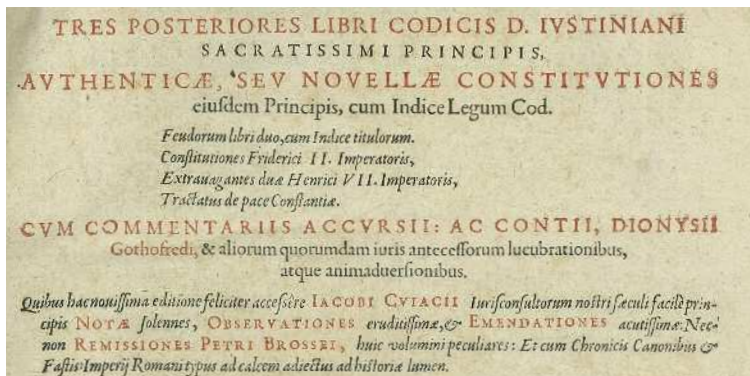 TRES POSTERIORES LIBRI CODICIS D. IVSTINIANI
SACRATISSIMI PRINCIPIS,
AVTHENTICÆ, SEV NOVELLÆ CONSTITVTIONES
eiuſdem Principis, cum Indice Legum Cod.
Feudorum libri duo, cum Indice titulorum.
Conſtitutiones Friderici II. Imperatoris,
Extrauagantes duæ Henrici VII. Imperatoris,
Tractatus de pace Conſtantiæ.
CVM COMMENTARIIS ACCVRSII: AC CONTII, DIONYSII
Gothofredi, & aliorum quorumdam iuris anteceſſorum lucubrationibus,
atque animaduerſionibus.
Quibus hac nouiſſima editione feliciter acceſſêre IACOBI CVIACII Iuriſconſultorum noſtri ſæculi facilè prin-
cipis NOTÆ ſolennes, OBSERVATIONES eruditiſſimæ, & EMENDATIONES acutiſſimæ: Nec-
non REMISSIONES PETRI BROSSEI, huic volumini peculiares: Et cum Chronicis Canonibus &
Faſtis Imperij Romani typus ad calcem adiectus ad hiſtoriæ lumen.